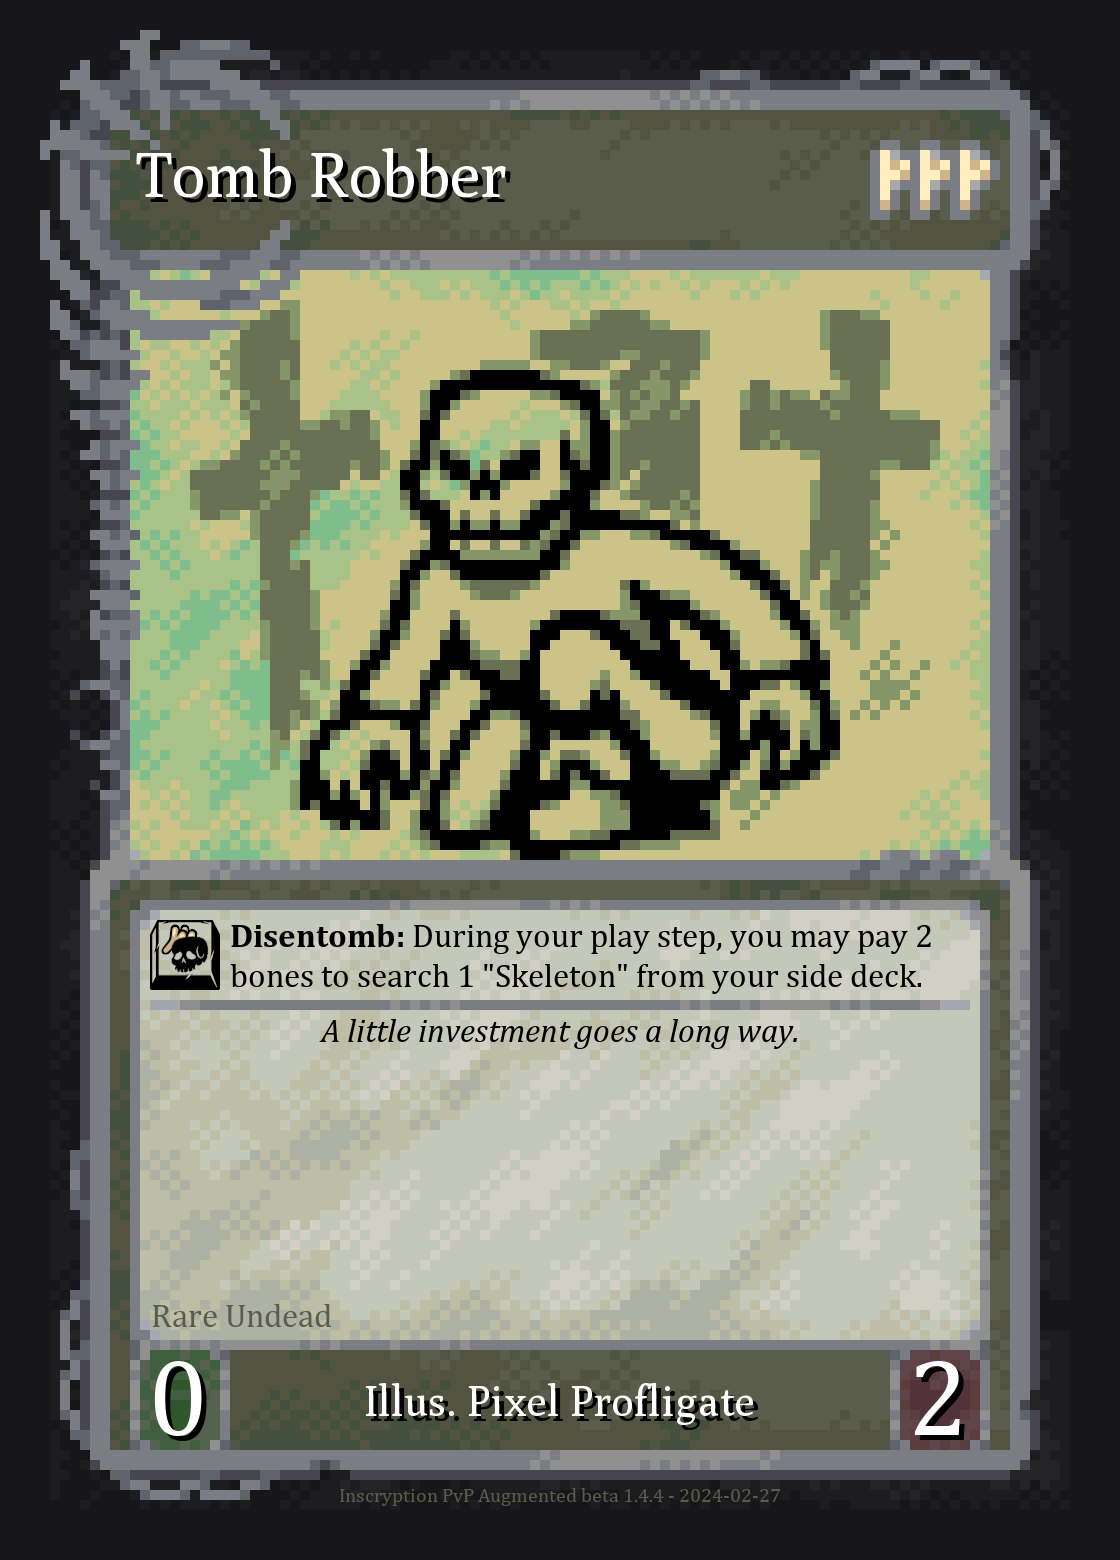 Tomb Robber
Disentomb: During your play step, you may pay 2
bones to search 1 "Skeleton" from your side deck.
A little investment goes a long way.
Rare Undead
0
Illus. Pixel Profligate
2
Inscryption PvP Augmented beta 1.4.4 - 2024-02-27